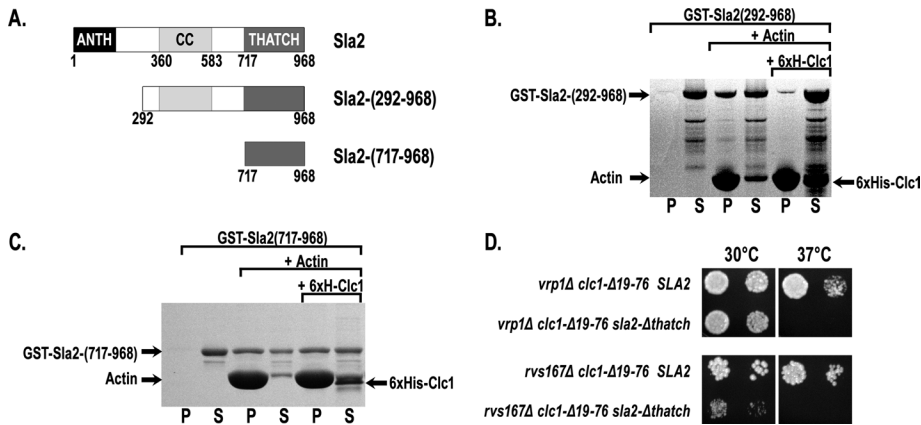 A.
ANTH CC THATCH Sla2
1 360 583 717 968
Sla2-(292-968)
292 968
Sla2-(717-968)
717 968
B.
GST-Sla2(292-968)
+ Actin
+ 6xH-Clc1
GST-Sla2-(292-968)
Actin
6xHis-Clc1
P S P S P S
C.
GST-Sla2(717-968)
+ Actin
+ 6xH-Clc1
GST-Sla2-(717-968)
Actin
6xHis-Clc1
P S P S P S
D.
30°C 37°C
vrp1Δ clc1-Δ19-76 SLA2
vrp1Δ clc1-Δ19-76 sla2-Δthatch
rvs167Δ clc1-Δ19-76 SLA2
rvs167Δ clc1-Δ19-76 sla2-Δthatch